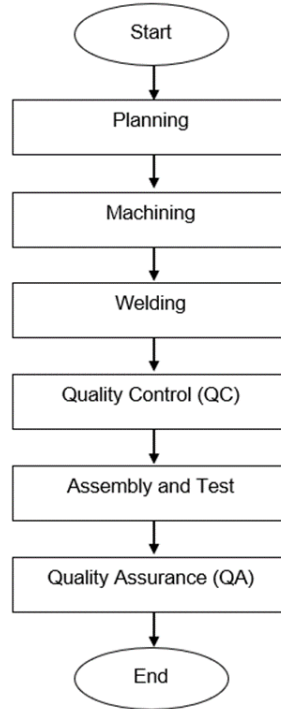 Start
Planning
Machining
Welding
Quality Control (QC)
Assembly and Test
Quality Assurance (QA)
End